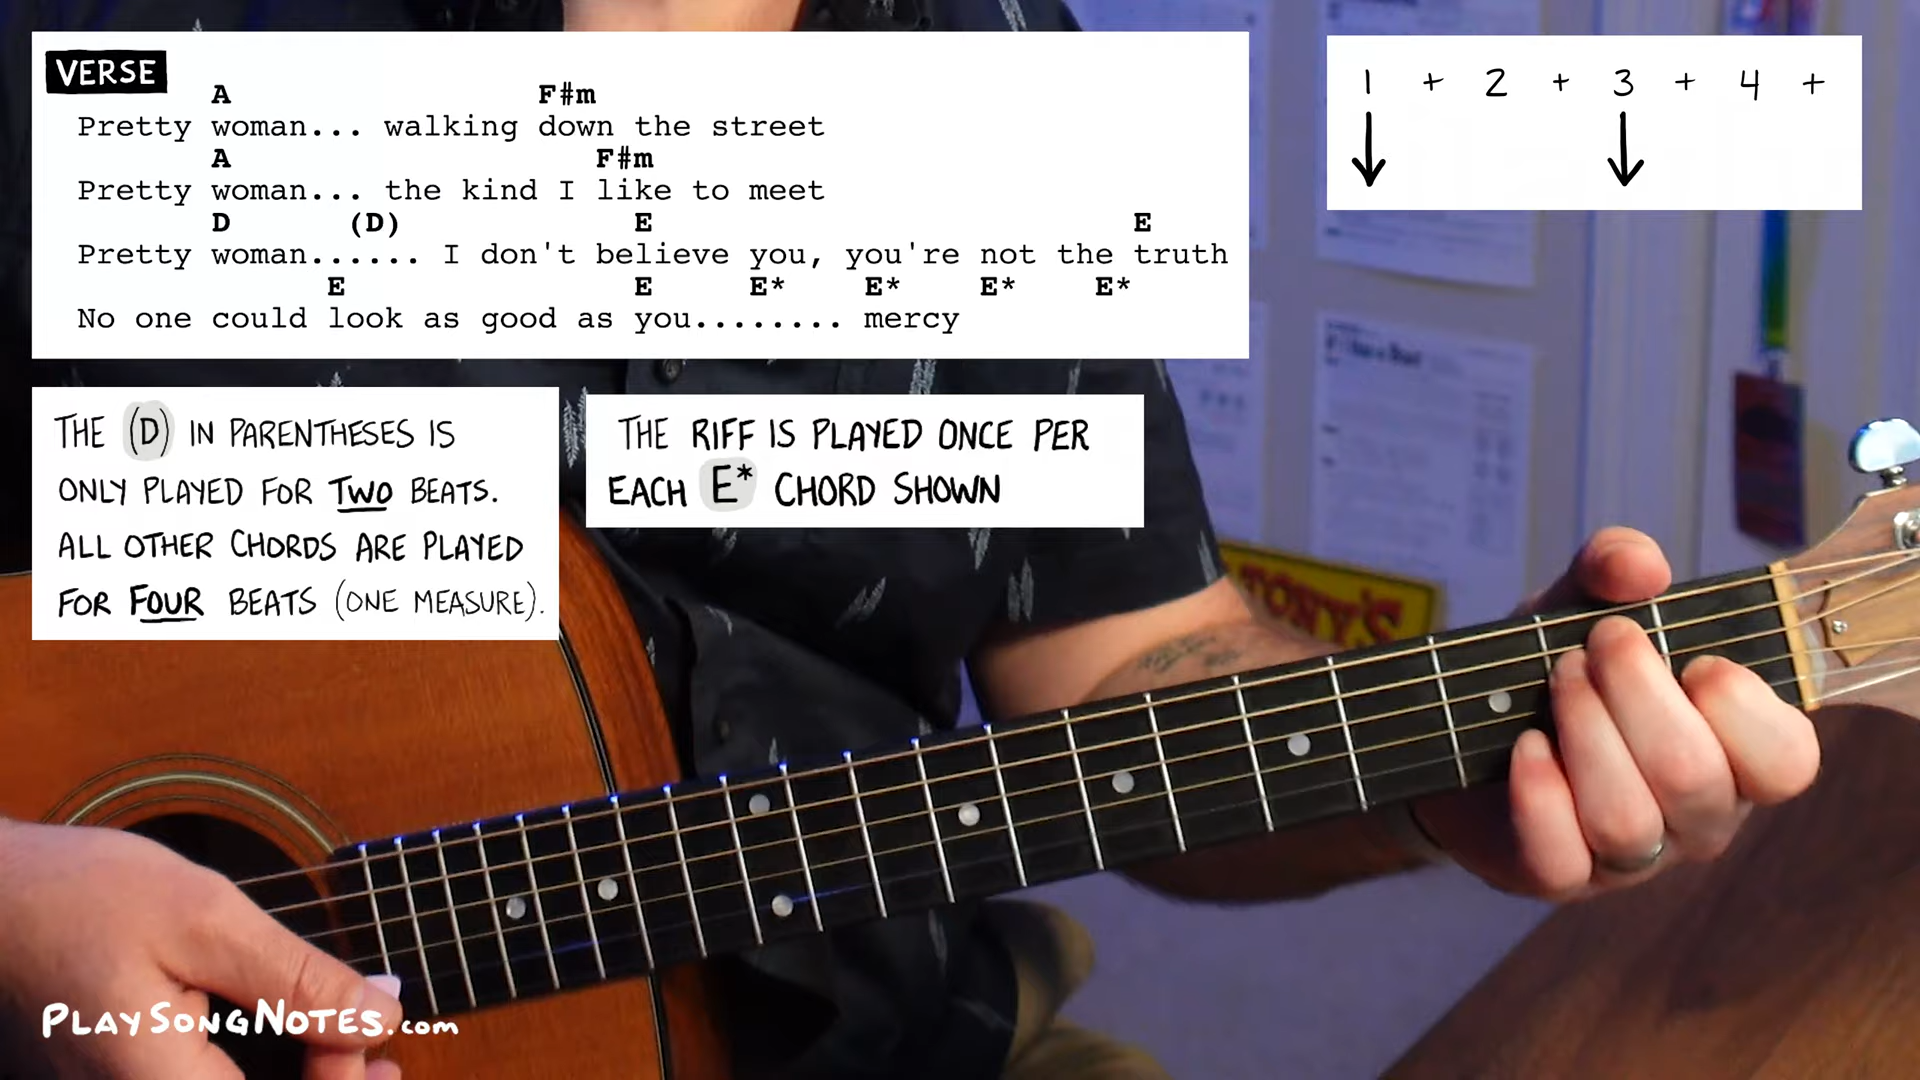 VERSE
A F#m
Pretty woman... walking down the street
A F#m
Pretty woman... the kind I like to meet
D (D) E E
Pretty woman...... I don't believe you, you're not the truth
E E E* E* E* E*
No one could look as good as you........ mercy
1 + 2 + 3 + 4 +
THE (D) IN PARENTHESES IS
ONLY PLAYED FOR TWO BEATS.
ALL OTHER CHORDS ARE PLAYED
FOR FOUR BEATS (ONE MEASURE).
THE RIFF IS PLAYED ONCE PER
EACH E* CHORD SHOWN
TONY'S
PLAYSONGNOTES.com